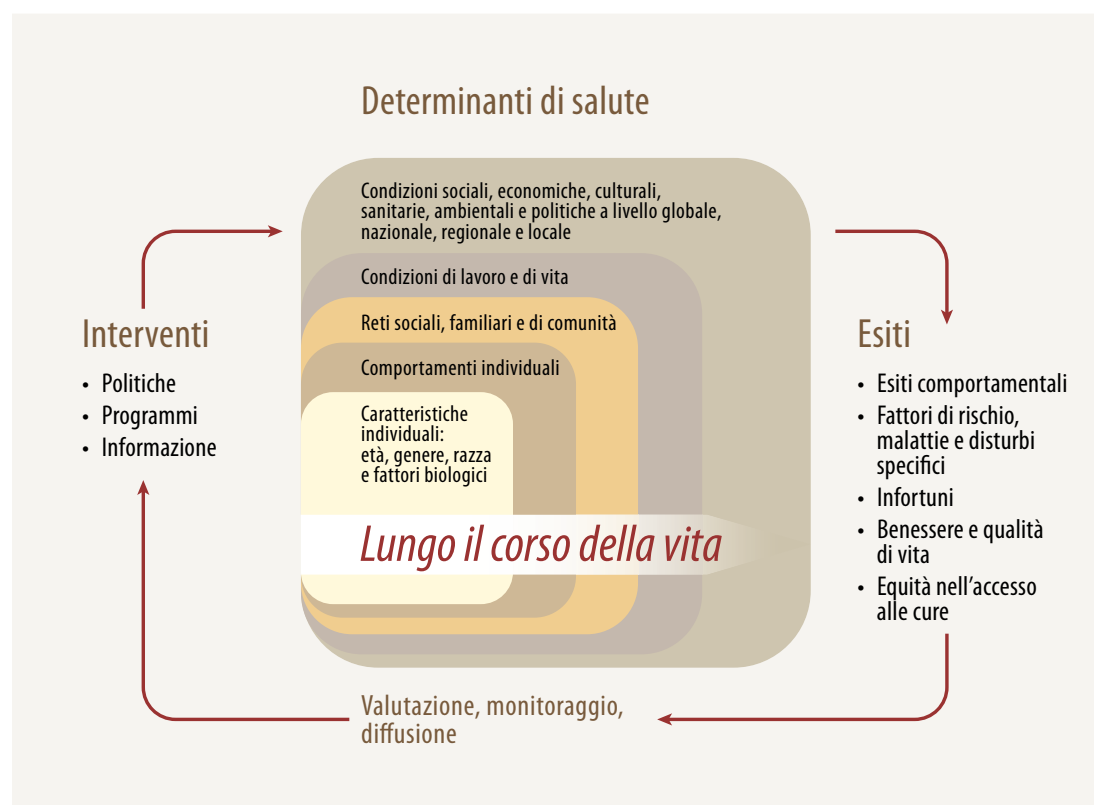 Determinanti di salute
Condizioni sociali, economiche, culturali,
sanitarie, ambientali e politiche a livello globale,
nazionale, regionale e locale
Condizioni di lavoro e di vita
Reti sociali, familiari e di comunità
Comportamenti individuali
Caratteristiche
individuali:
età, genere, razza
e fattori biologici
Lungo il corso della vita
Interventi
• Politiche
• Programmi
• Informazione
Esiti
• Esiti comportamentali
• Fattori di rischio,
malattie e disturbi
specifici
• Infortuni
• Benessere e qualità
di vita
• Equità nell'accesso
alle cure
Valutazione, monitoraggio,
diffusione